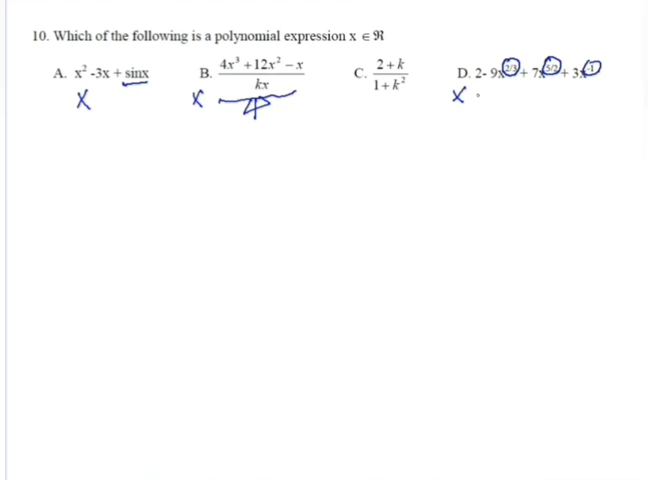 10. Which of the following is a polynomial expression x ∈ ℜ
A. x² -3x + sinx B. (4x³ +12x² − x)/(kx) C. (2 + k)/(1 + k²) D. 2- 9x^(2/3) + 7x^(5/2) + 3x^(-1)
X X X